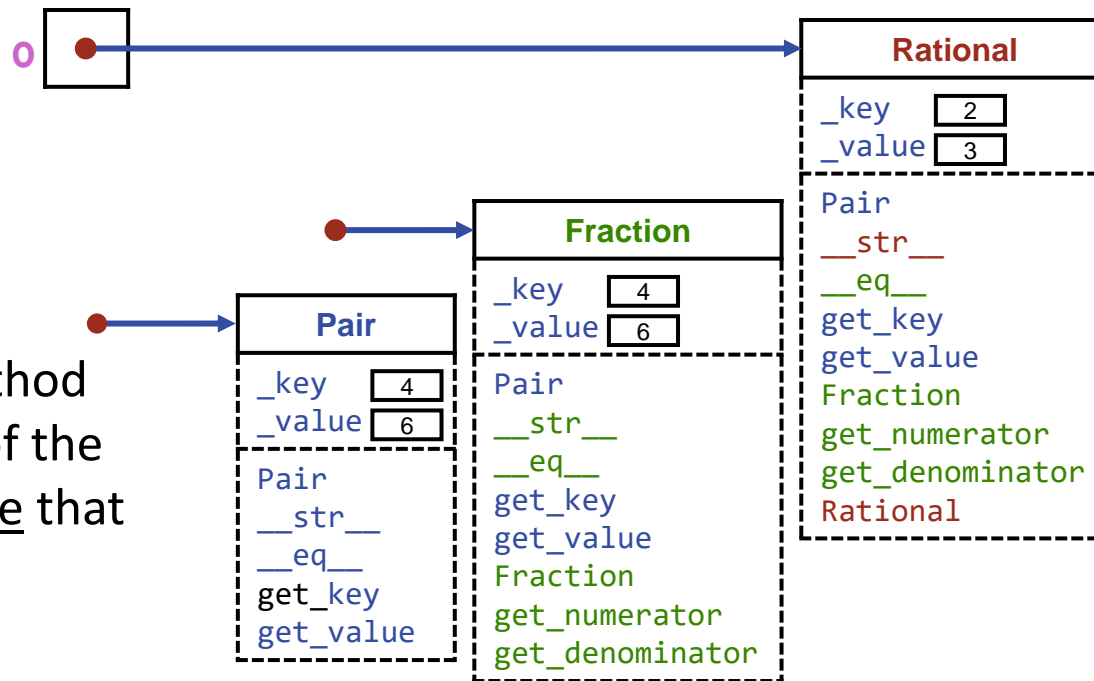 o
Rational
_key 2
_value 3
Pair
__str__
__eq__
get_key
get_value
Fraction
get_numerator
get_denominator
Rational
Fraction
_key 4
_value 6
Pair
__str__
__eq__
get_key
get_value
Fraction
get_numerator
get_denominator
Pair
_key 4
_value 6
Pair
__str__
__eq__
get_key
get_value
thod
f the
e that